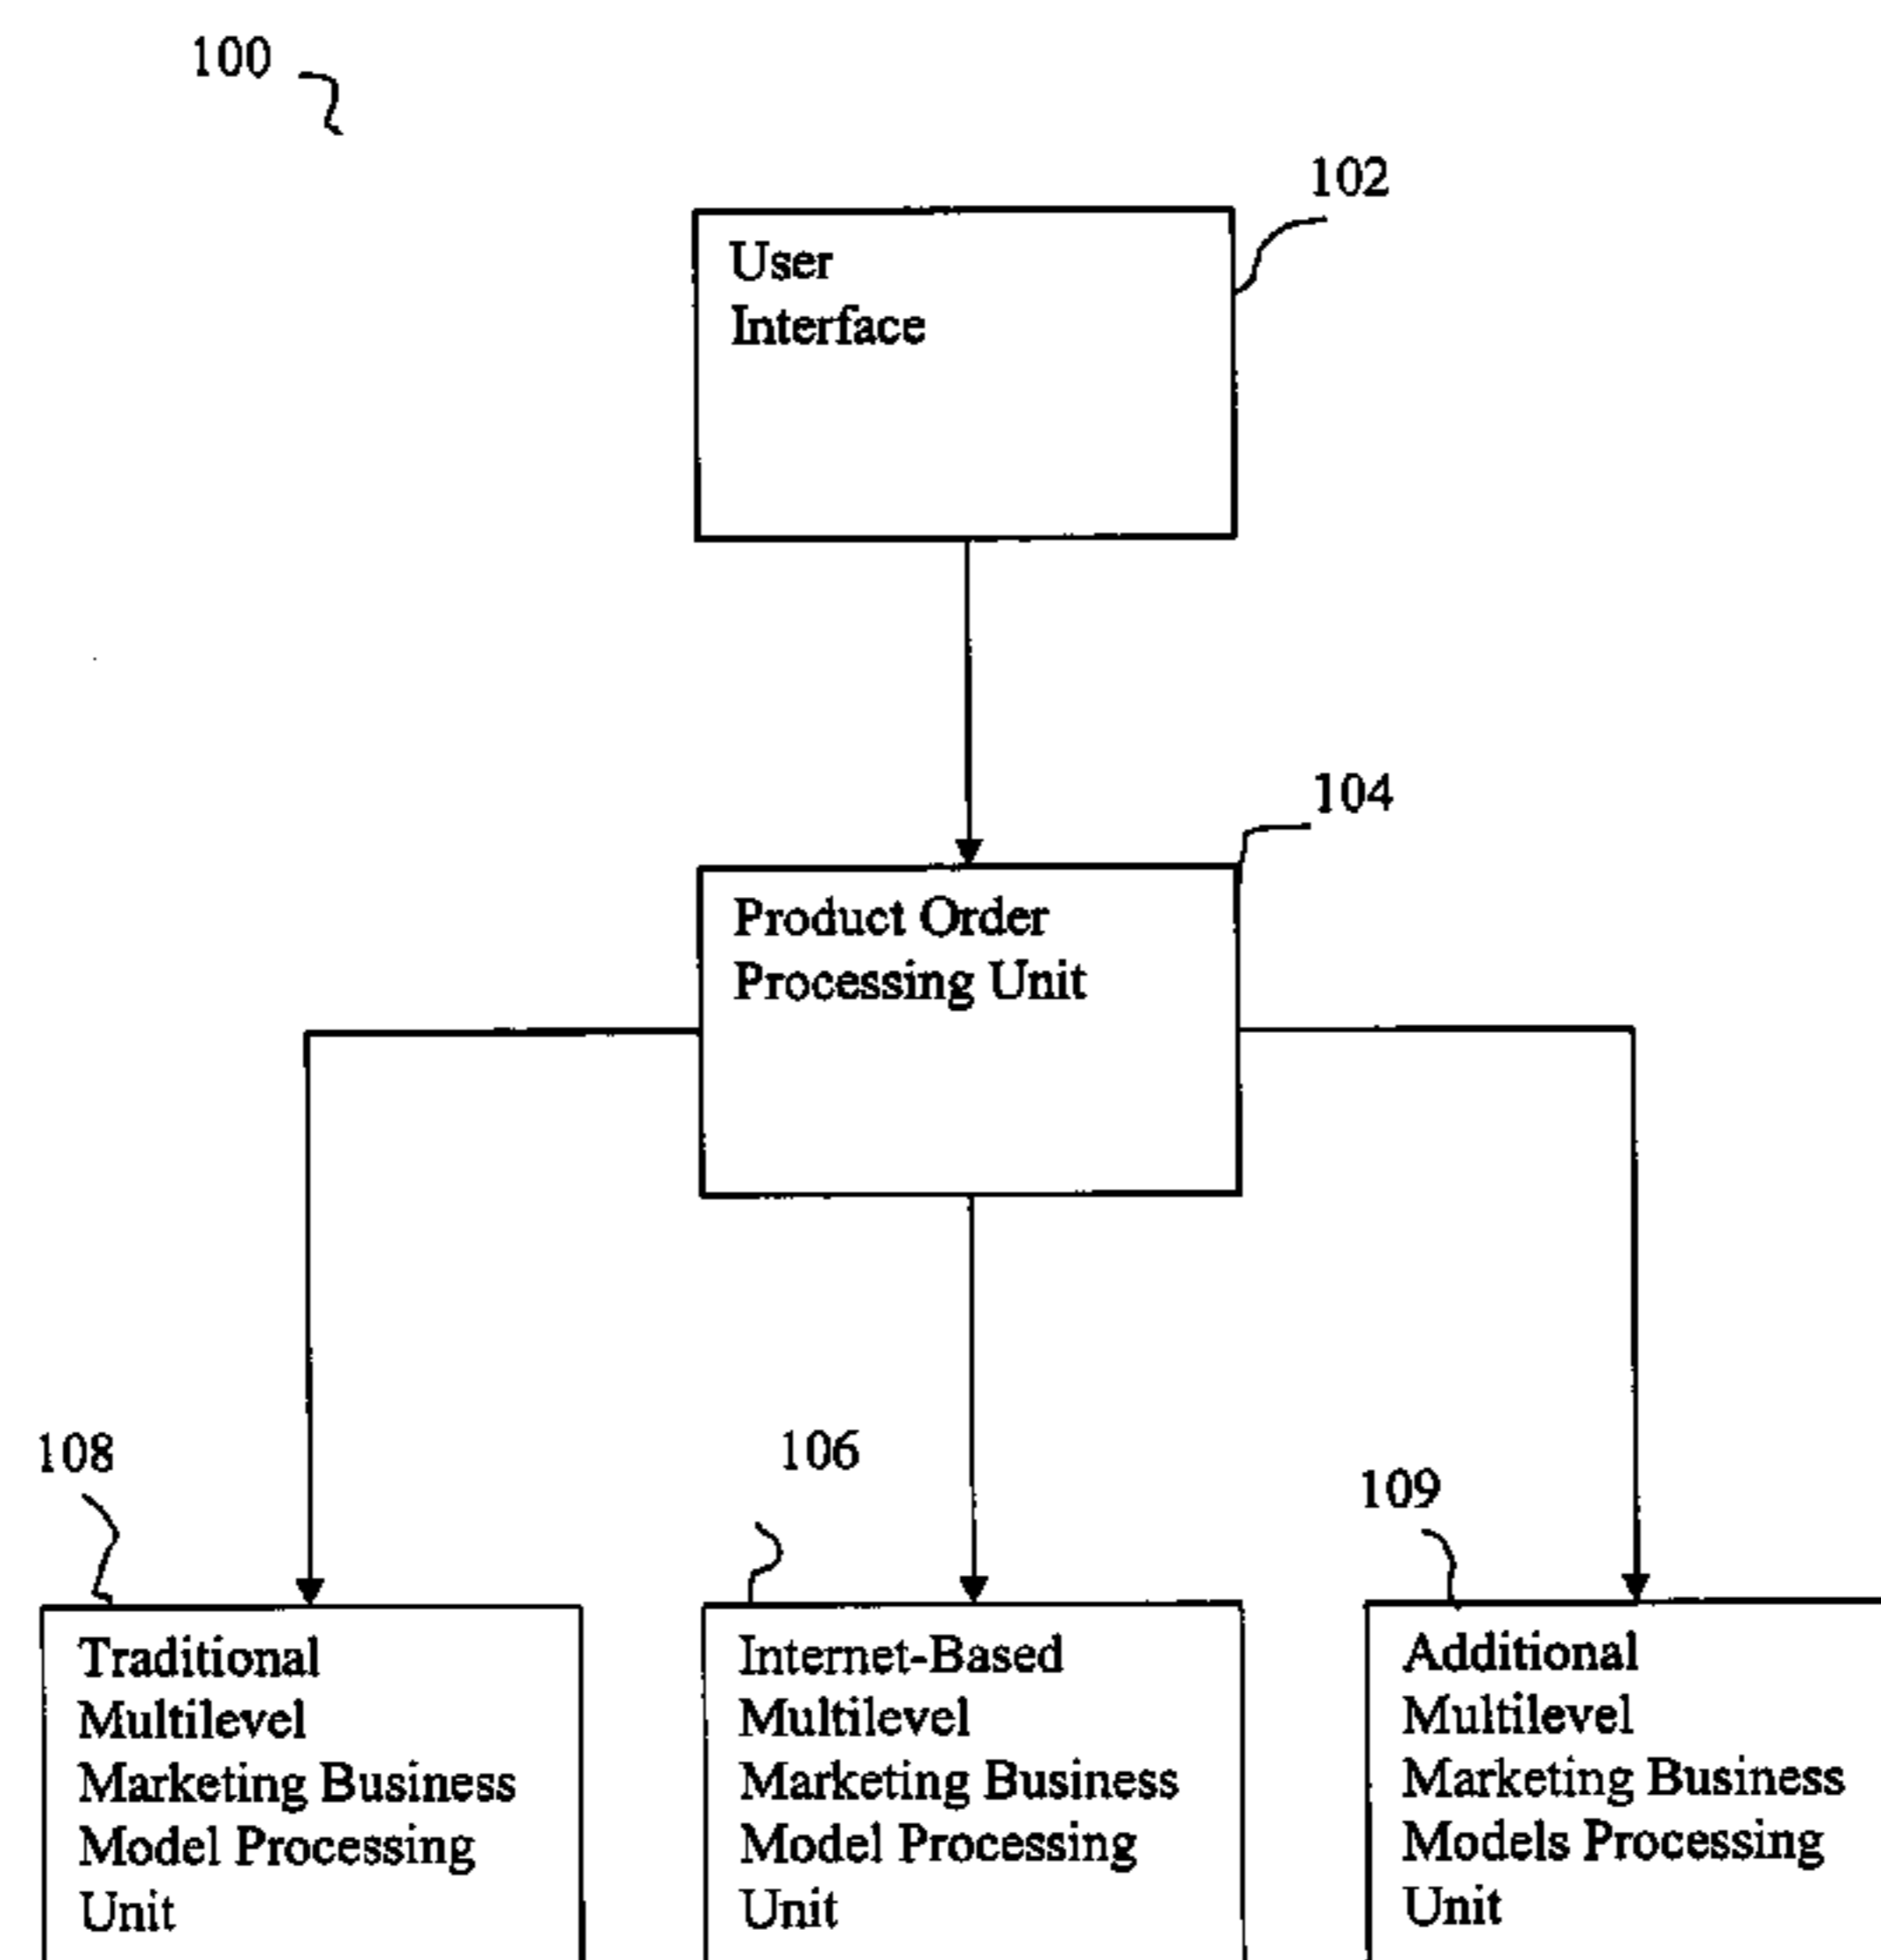 100
102
User
Interface
104
Product Order
Processing Unit
108
106
109
Traditional
Multilevel
Marketing Business
Model Processing
Unit
Internet-Based
Multilevel
Marketing Business
Model Processing
Unit
Additional
Multilevel
Marketing Business
Models Processing
Unit